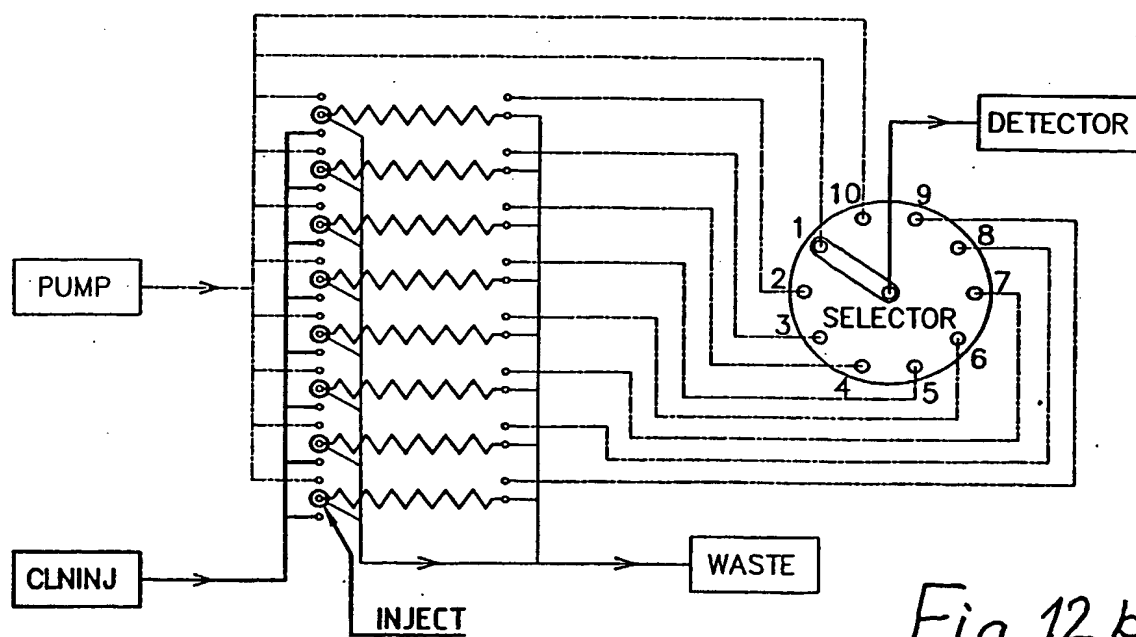 DETECTOR
10
9
1
8
2
7
SELECTOR
3
6
4
5
PUMP
CLNINJ
WASTE
INJECT
Fig. 12 b